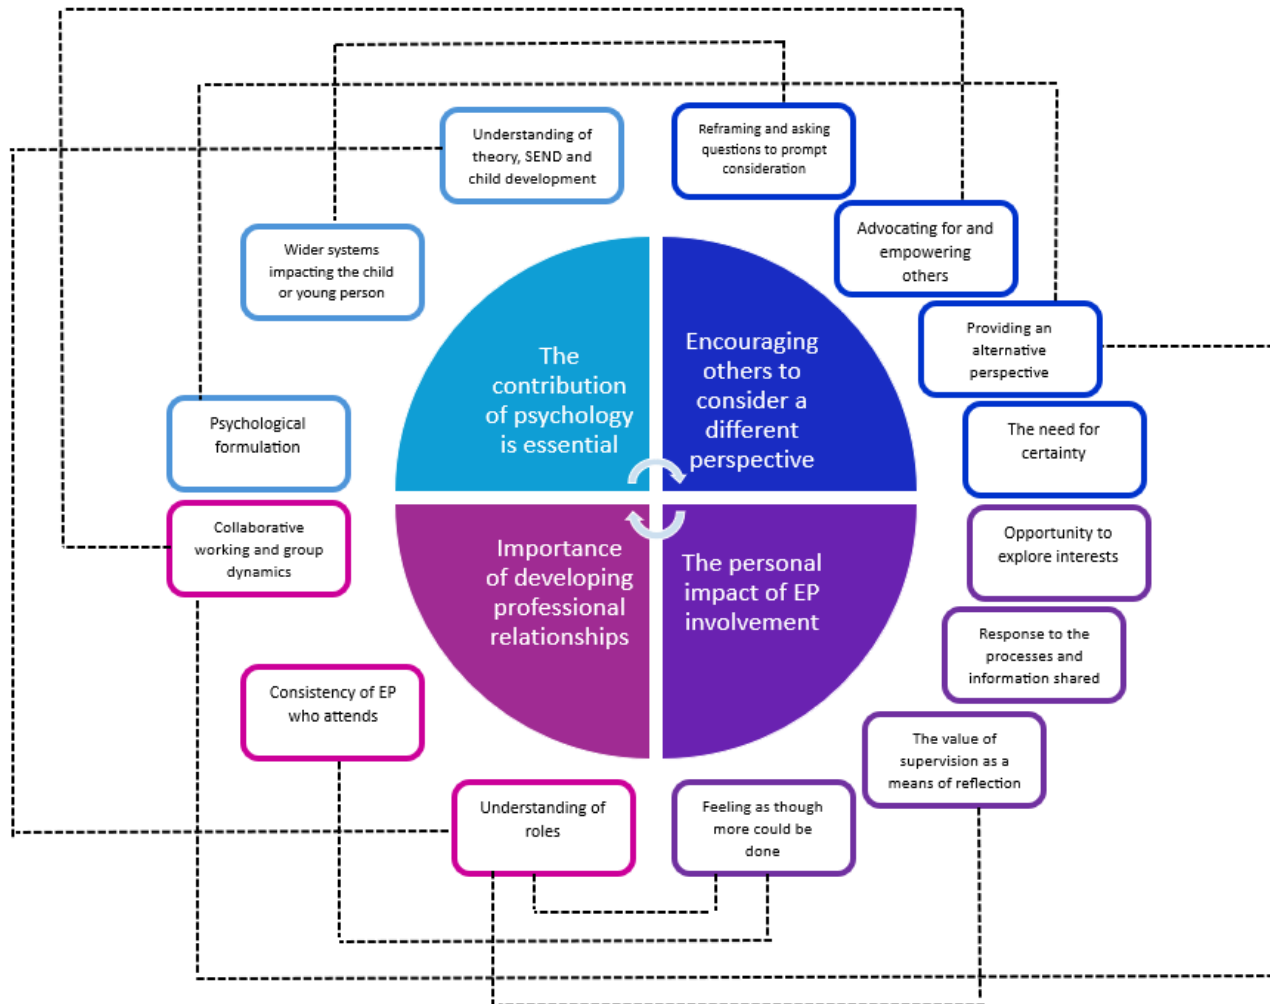 Understanding of
theory, SEND and
child development
Reframing and asking
questions to prompt
consideration
Wider systems
impacting the child
or young person
Advocating for and
empowering
others
Providing an
alternative
perspective
Psychological
formulation
The need for
certainty
The
contribution
of psychology
is essential
Encouraging
others to
consider a
different
perspective
Collaborative
working and group
dynamics
Opportunity to
explore interests
Importance
of developing
professional
relationships
The personal
impact of EP
involvement
Response to the
processes and
information shared
Consistency of EP
who attends
The value of
supervision as a
means of reflection
Understanding of
roles
Feeling as though
more could be
done